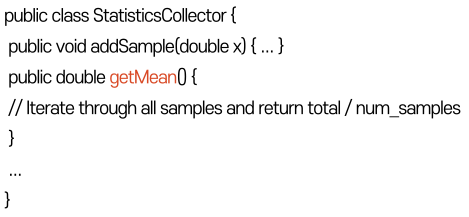 public class StatisticsCollector {
public void addSample(double x) { ... }
public double getMean() {
// Iterate through all samples and return total / num_samples
}
...
}